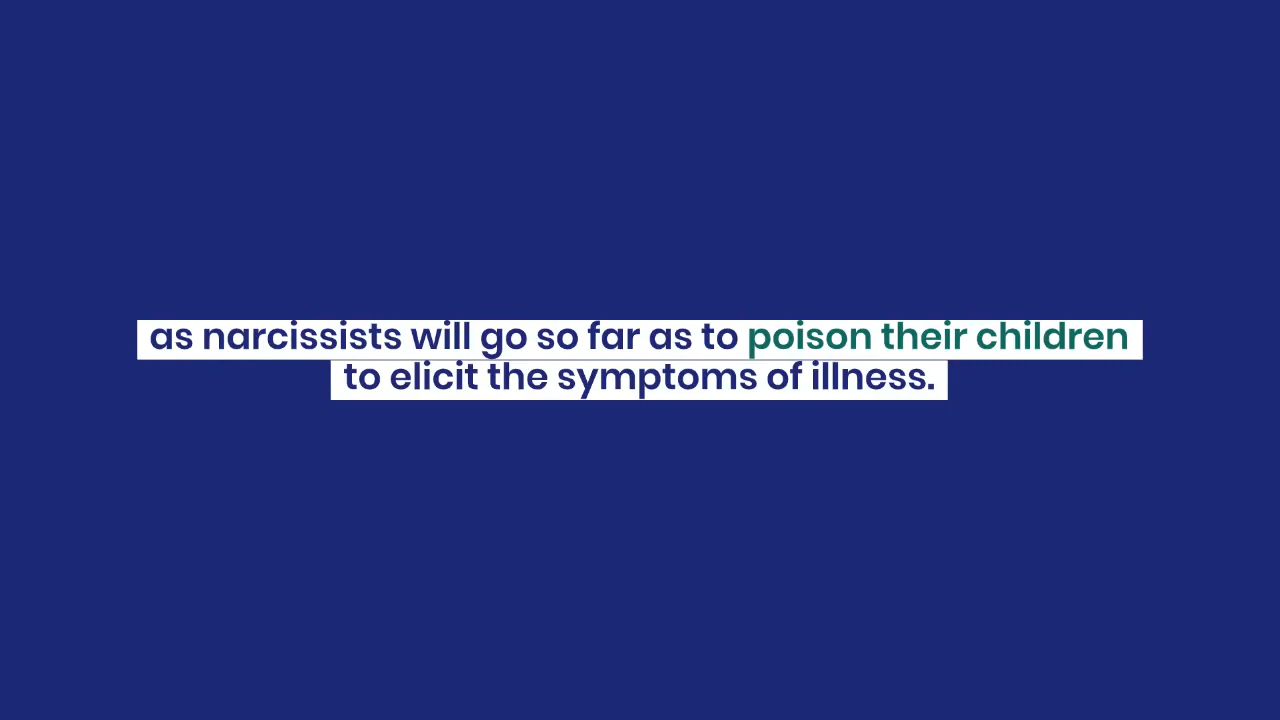 as narcissists will go so far as to poison their children
to elicit the symptoms of illness.